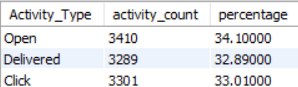 Activity_Type activity_count percentage
Open 3410 34.10000
Delivered 3289 32.89000
Click 3301 33.01000